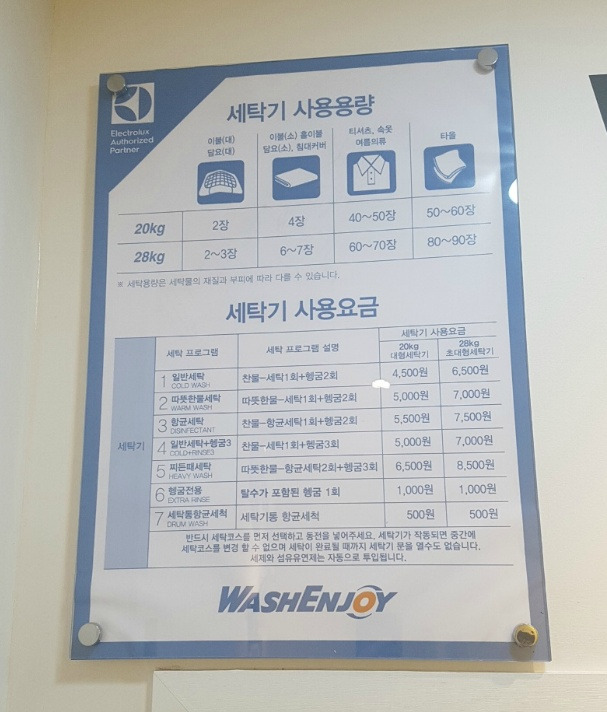 Electrolux
Authorized
Partner
세탁기 사용용량
이불(대)
담요(대)
이불(소) 홑이불
담요(소), 침대커버
티셔츠, 속옷
여름의류
타올
20kg 2장 4장 40~50장 50~60장
28kg 2~3장 6~7장 60~70장 80~90장
※ 세탁용량은 세탁물의 재질과 부피에 따라 다를 수 있습니다.
세탁기 사용요금
세탁기 사용요금
세탁 프로그램 세탁 프로그램 설명 20kg 대형세탁기 28kg 초대형세탁기
세탁기
1 일반세탁 COLD WASH 찬물-세탁1회+헹굼2회 4,500원 6,500원
2 따뜻한물세탁 WARM WASH 따뜻한물-세탁1회+헹굼2회 5,000원 7,000원
3 항균세탁 DISINFECTANT 찬물-항균세탁1회+헹굼2회 5,500원 7,500원
4 일반세탁+헹굼3 COLD+RINSE3 찬물-세탁1회+헹굼3회 5,000원 7,000원
5 찌든때세탁 HEAVY WASH 따뜻한물-항균세탁2회+헹굼3회 6,500원 8,500원
6 헹굼전용 EXTRA RINSE 탈수가 포함된 헹굼 1회 1,000원 1,000원
7 세탁통항균세척 DRUM WASH 세탁기통 항균세척 500원 500원
반드시 세탁코스를 먼저 선택하고 동전을 넣어주세요. 세탁기가 작동되면 중간에
세탁코스를 변경 할 수 없으며 세탁이 완료될 때까지 세탁기 문을 열수도 없습니다.
세제와 섬유유연제는 자동으로 투입됩니다.
WASHENJOY